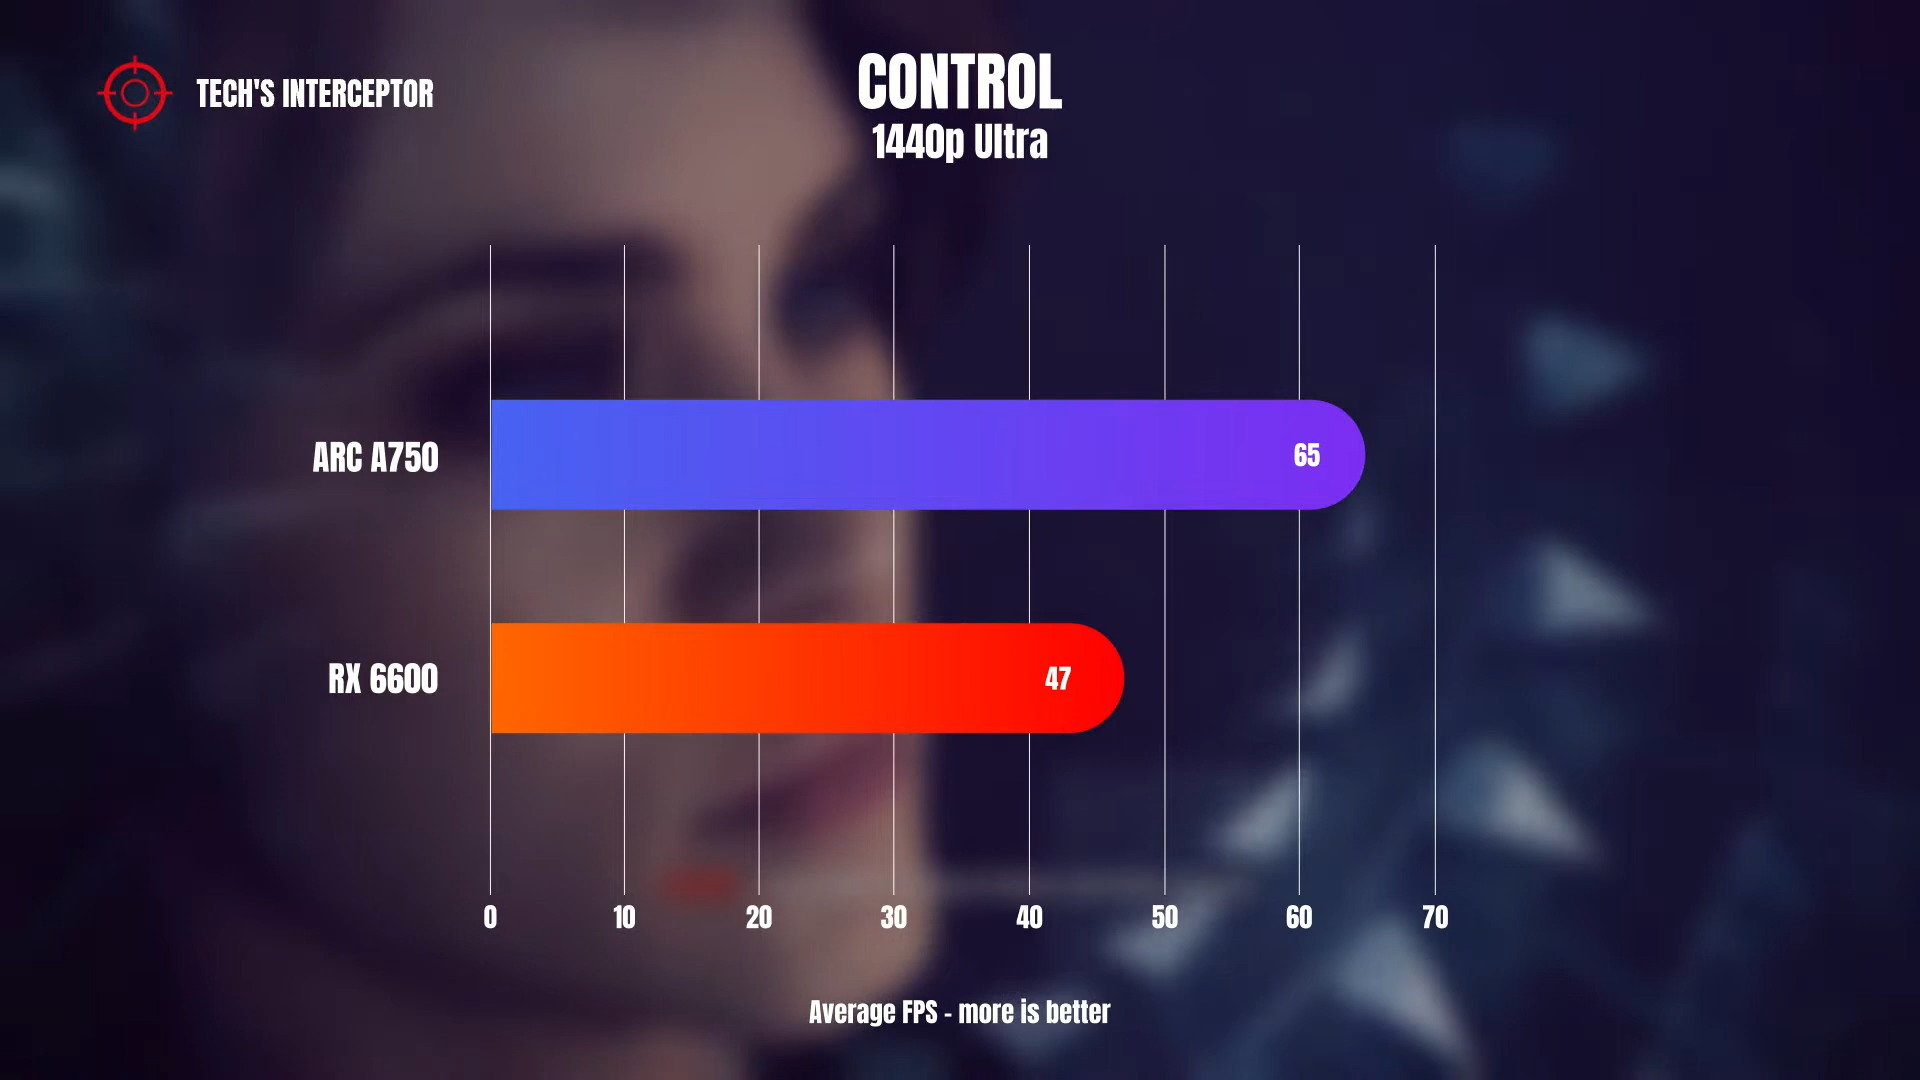 TECH'S INTERCEPTOR
CONTROL
1440p Ultra
ARC A750
65
RX 6600
47
0 10 20 30 40 50 60 70
Average FPS - more is better